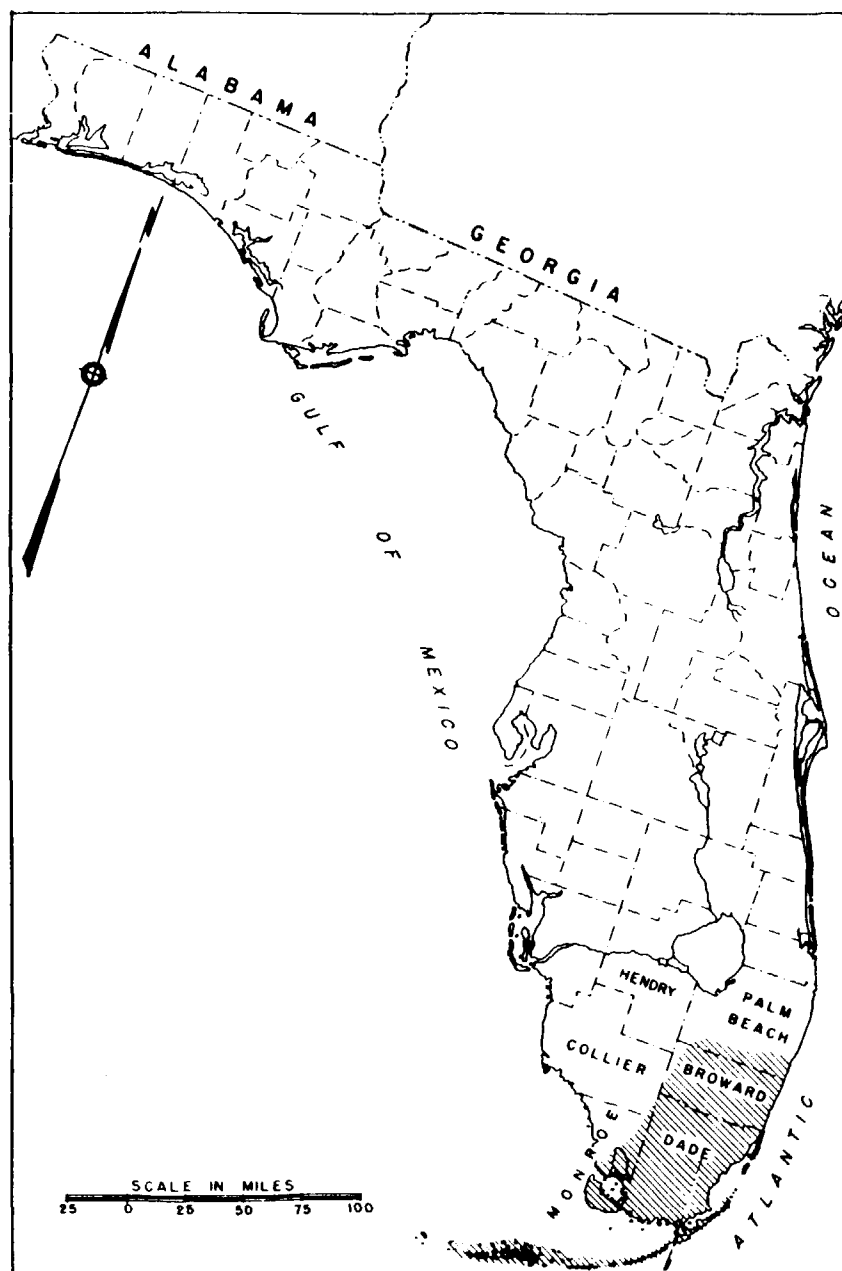 ALABAMA
GEORGIA
GULF
OF
MEXICO
OCEAN
HENDRY
PALM
BEACH
COLLIER
BROWARD
DADE
MONROE
ATLANTIC
SCALE IN MILES
25 0 25 50 75 100